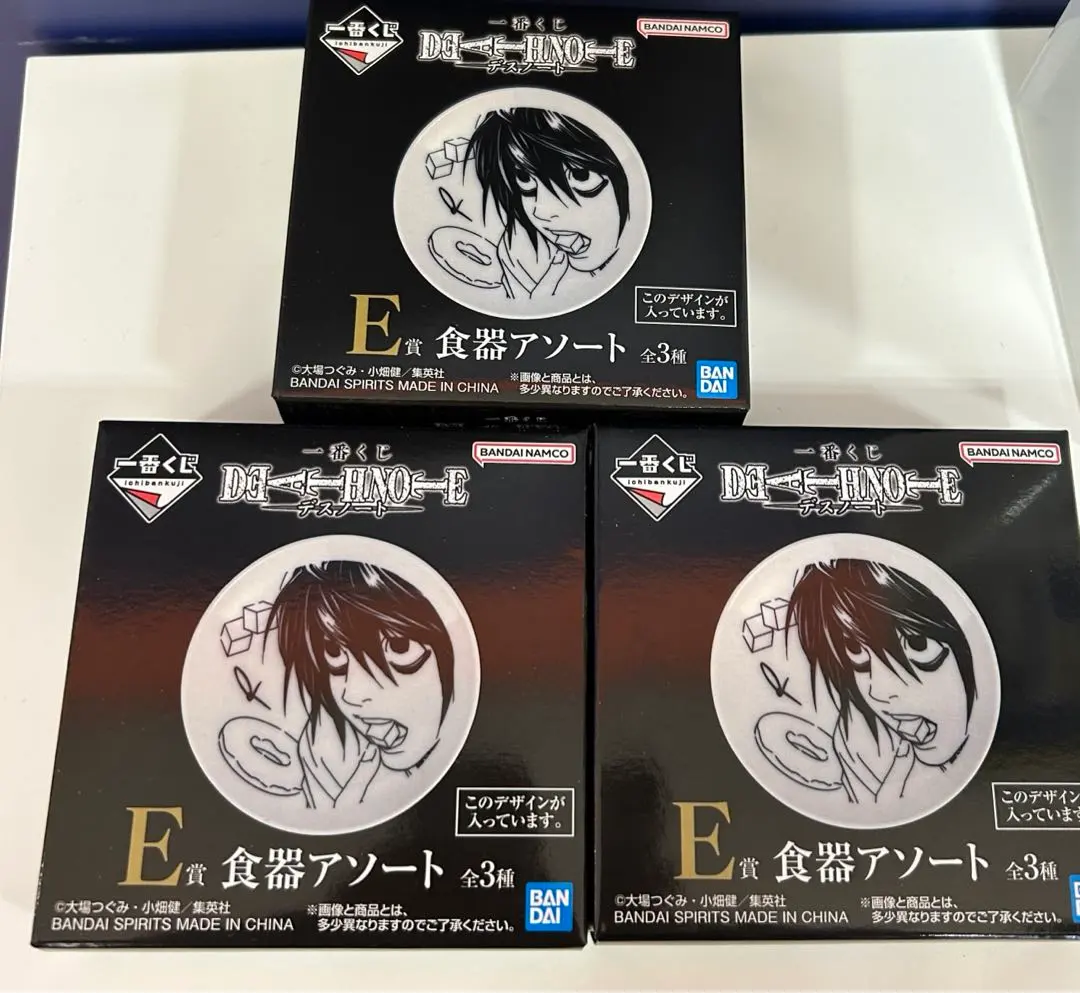 一番くじ
ichibankuji
一番くじ
DEATH NOTE
デスノート
BANDAI NAMCO
このデザインが
入っています。
E賞 食器アソート 全3種
©大場つぐみ・小畑健／集英社
BANDAI SPIRITS MADE IN CHINA
※画像と商品とは、
多少異なりますのでご了承ください。
BAN
DAI
一番くじ
一番くじ
ichibankuji
一番くじ
DEATH NOTE
デスノート
BANDAI NAMCO
このデザインが
入っています。
E賞 食器アソート 全3種
©大場つぐみ・小畑健／集英社
BANDAI SPIRITS MADE IN CHINA
※画像と商品とは、
多少異なりますのでご了承ください。
BAN
DAI
一番くじ
ichibankuji
一番くじ
DEATH NOTE
デスノート
BANDAI NAMCO
このデザイン
入っていま
E賞 食器アソート 全3種
©大場つぐみ・小畑健／集英社
BANDAI SPIRITS MADE IN CHINA
※画像と商品とは、
多少異なりますのでご了承ください。